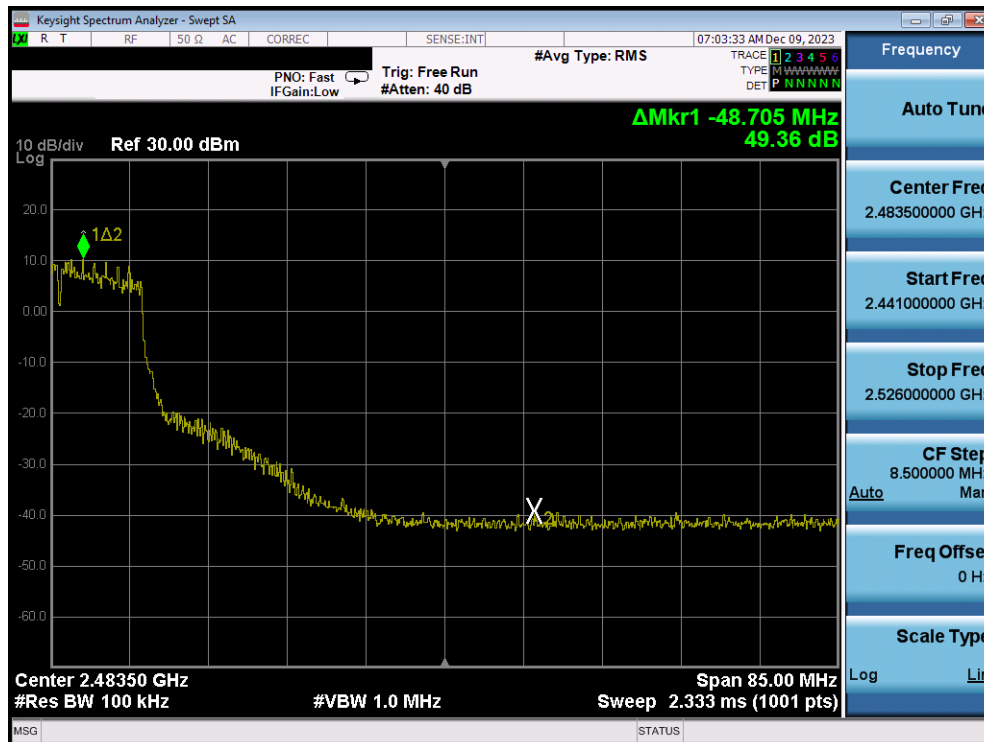 Keysight Spectrum Analyzer - Swept SA
LXI R T RF 50 Ω AC CORREC SENSE:INT 07:03:33 AM Dec 09, 2023
#Avg Type: RMS TRACE 1 2 3 4 5 6
PNO: Fast Trig: Free Run TYPE M WWWWW
IFGain:Low #Atten: 40 dB DET P N N N N N
ΔMkr1 -48.705 MHz
49.36 dB
10 dB/div Ref 30.00 dBm
Log
20.0
1Δ2
10.0
0.00
-10.0
-20.0
-30.0
-40.0
X2
-50.0
-60.0
Center 2.48350 GHz Span 85.00 MHz
#Res BW 100 kHz #VBW 1.0 MHz Sweep 2.333 ms (1001 pts)
MSG STATUS
Frequency
Auto Tune
Center Freq
2.483500000 GHz
Start Freq
2.441000000 GHz
Stop Freq
2.526000000 GHz
CF Step
8.500000 MHz
Auto Man
Freq Offset
0 Hz
Scale Type
Log Lin